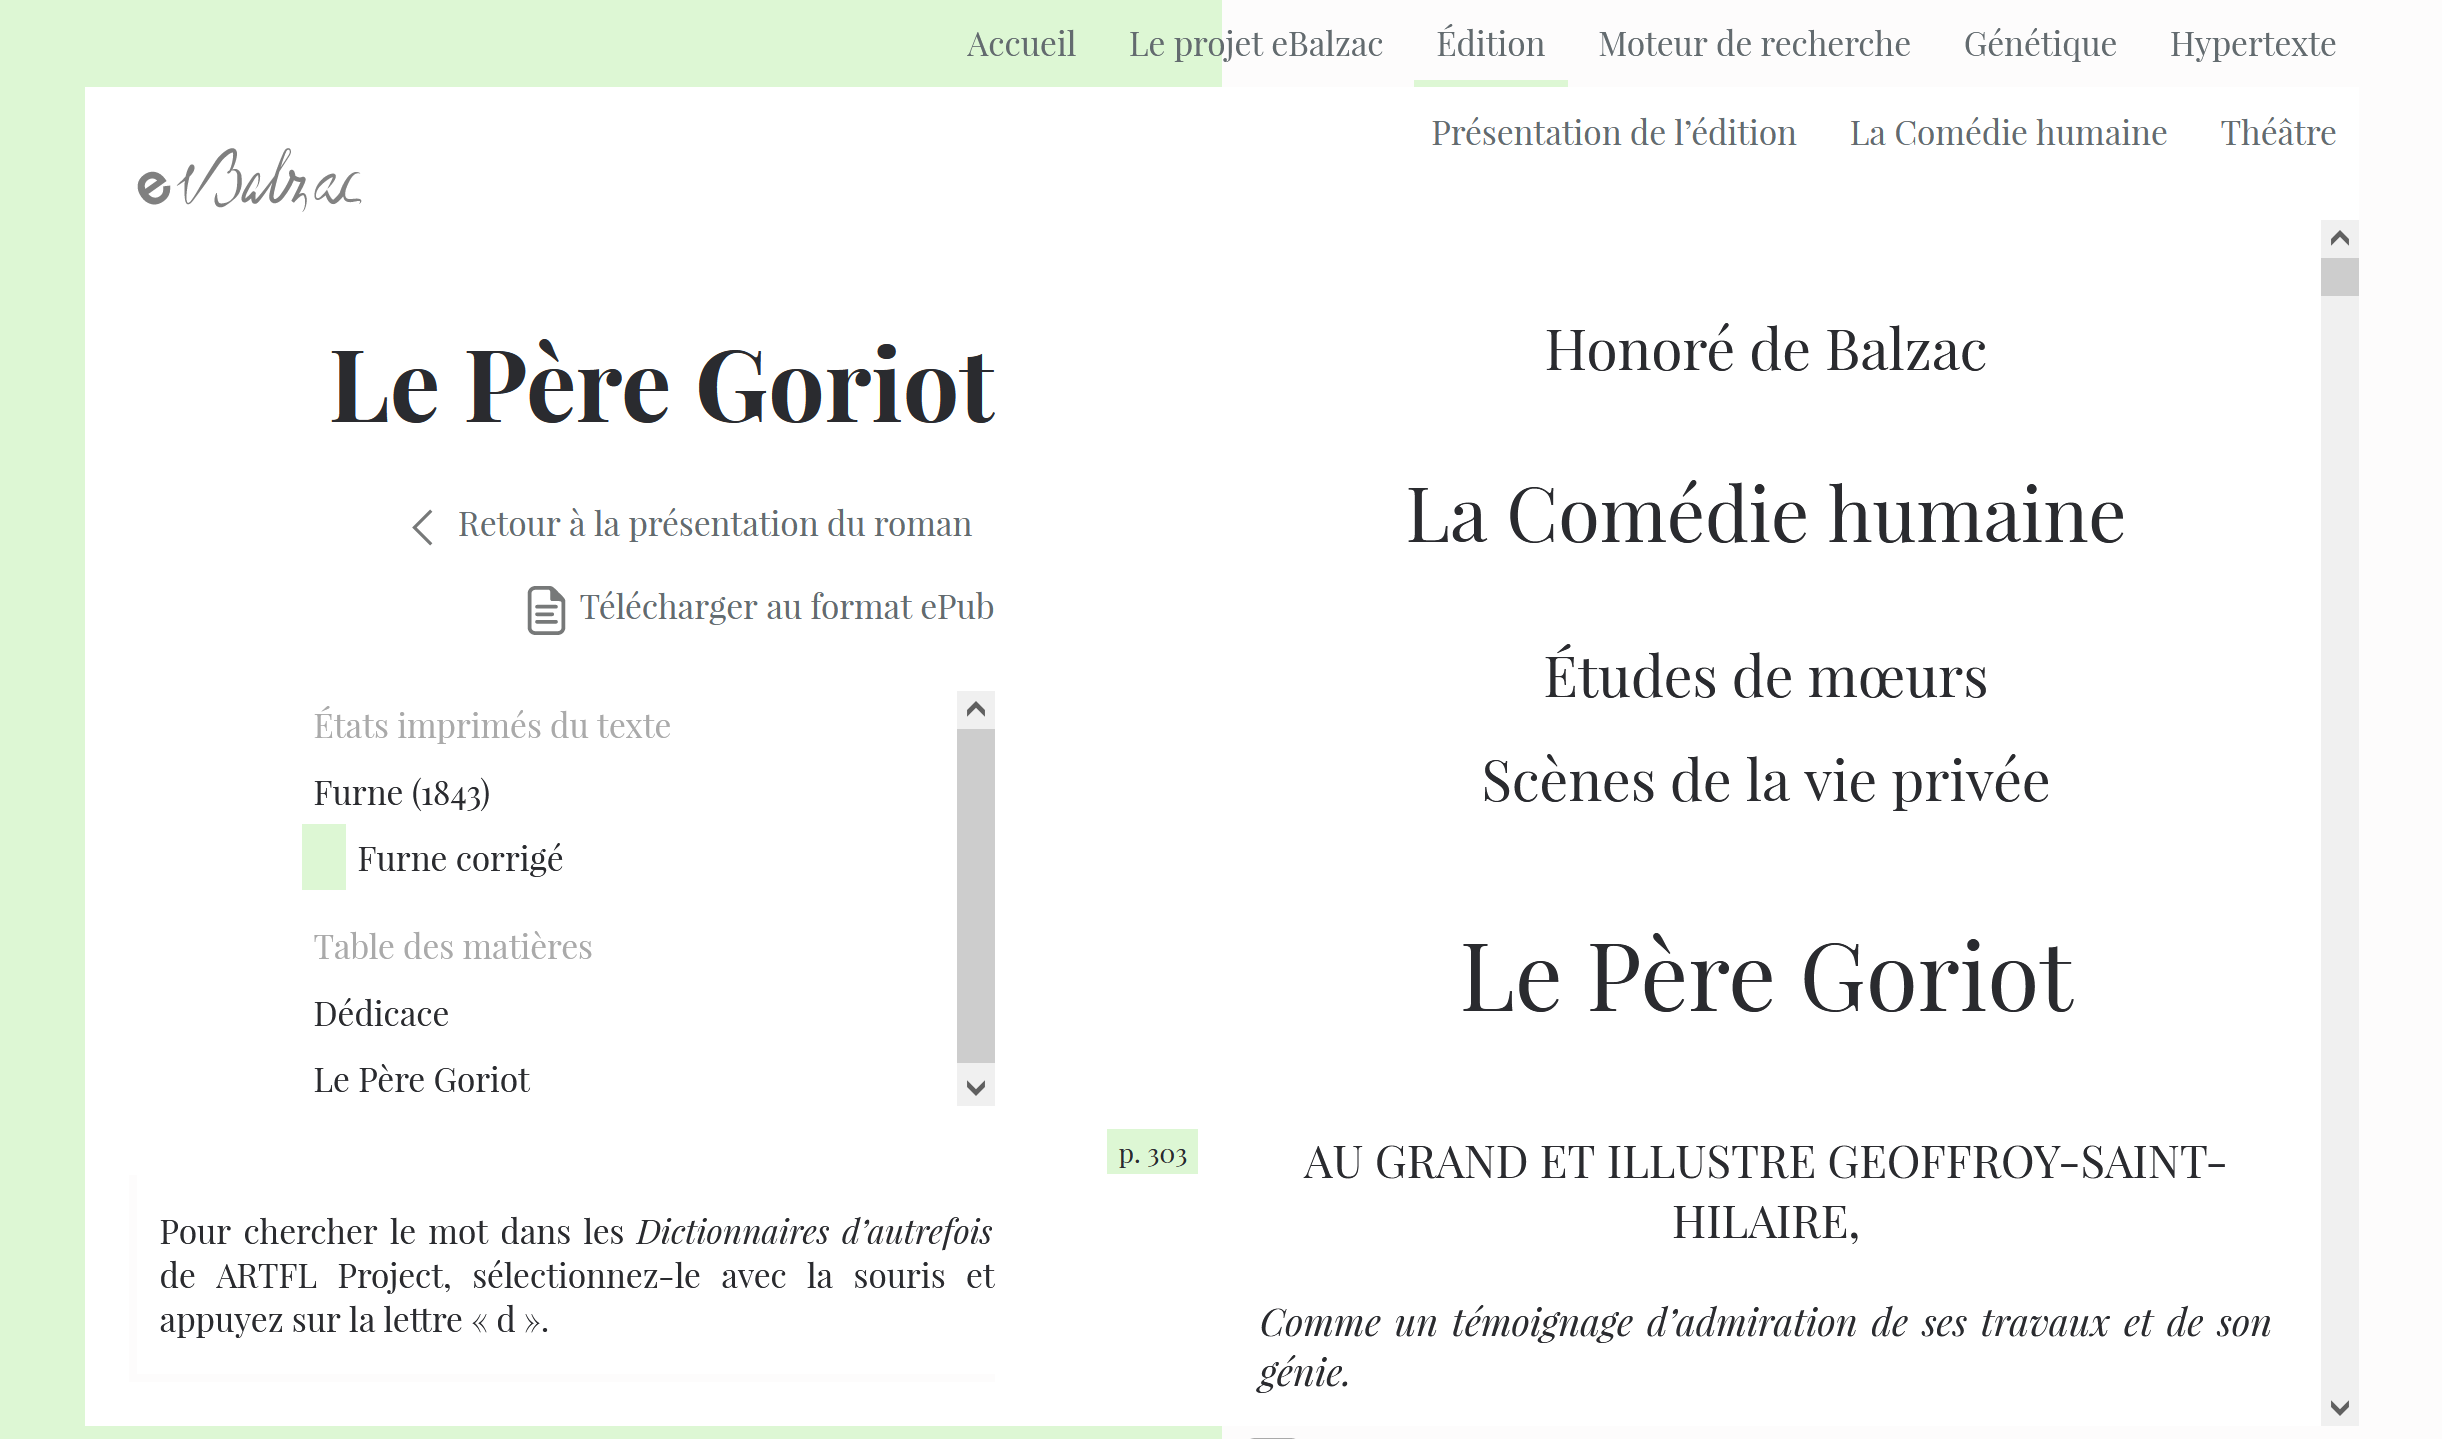 Accueil Le projet eBalzac Édition Moteur de recherche Génétique Hypertexte
Présentation de l’édition La Comédie humaine Théâtre
eBalzac
Le Père Goriot
Retour à la présentation du roman
Télécharger au format ePub
États imprimés du texte
Furne (1843)
Furne corrigé
Table des matières
Dédicace
Le Père Goriot
Pour chercher le mot dans les Dictionnaires d’autrefois
de ARTFL Project, sélectionnez-le avec la souris et
appuyez sur la lettre « d ».
Honoré de Balzac
La Comédie humaine
Études de mœurs
Scènes de la vie privée
Le Père Goriot
p. 303
AU GRAND ET ILLUSTRE GEOFFROY-SAINT-
HILAIRE,
Comme un témoignage d’admiration de ses travaux et de son
génie.